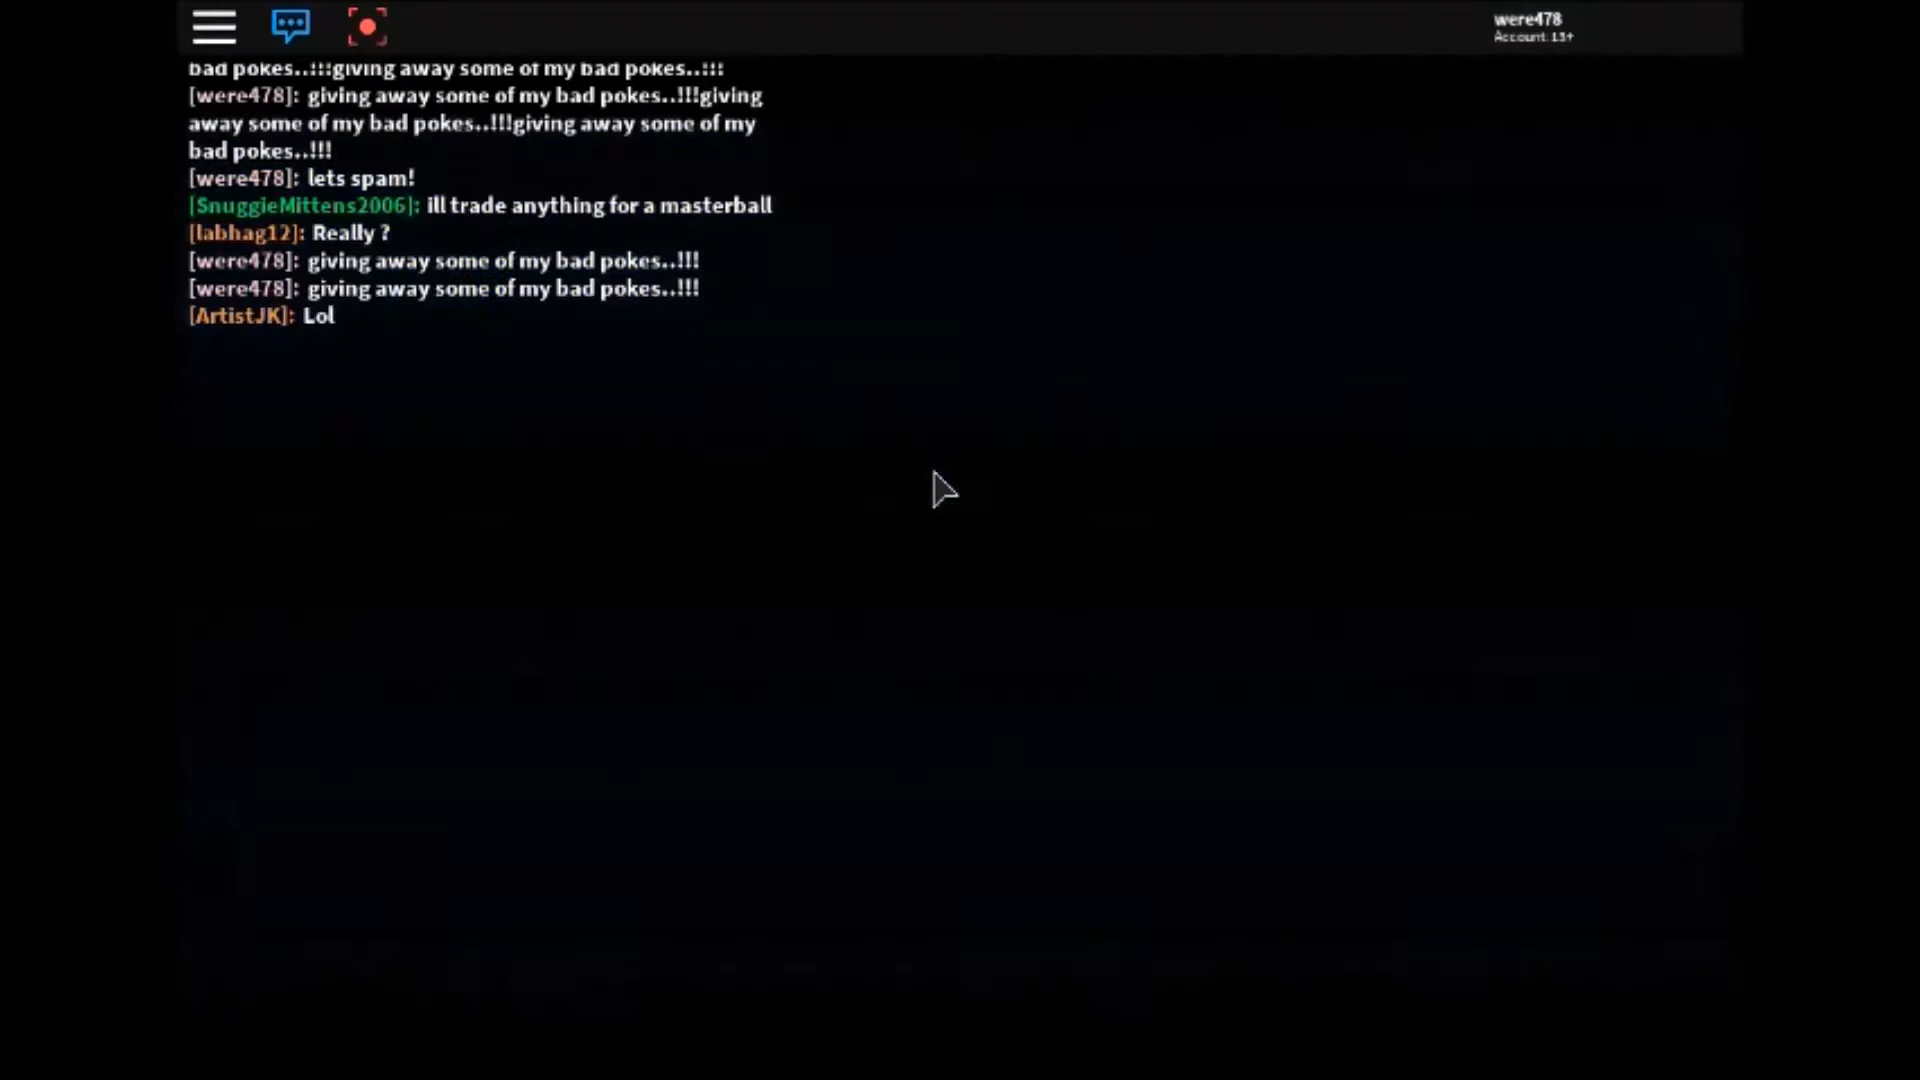 were478
Account: 13+
bad pokes..!!!giving away some of my bad pokes..!!!
[were478]: giving away some of my bad pokes..!!!giving
away some of my bad pokes..!!!giving away some of my
bad pokes..!!!
[were478]: lets spam!
[SnuggieMittens2006]: ill trade anything for a masterball
[labhag12]: Really ?
[were478]: giving away some of my bad pokes..!!!
[were478]: giving away some of my bad pokes..!!!
[ArtistJK]: Lol